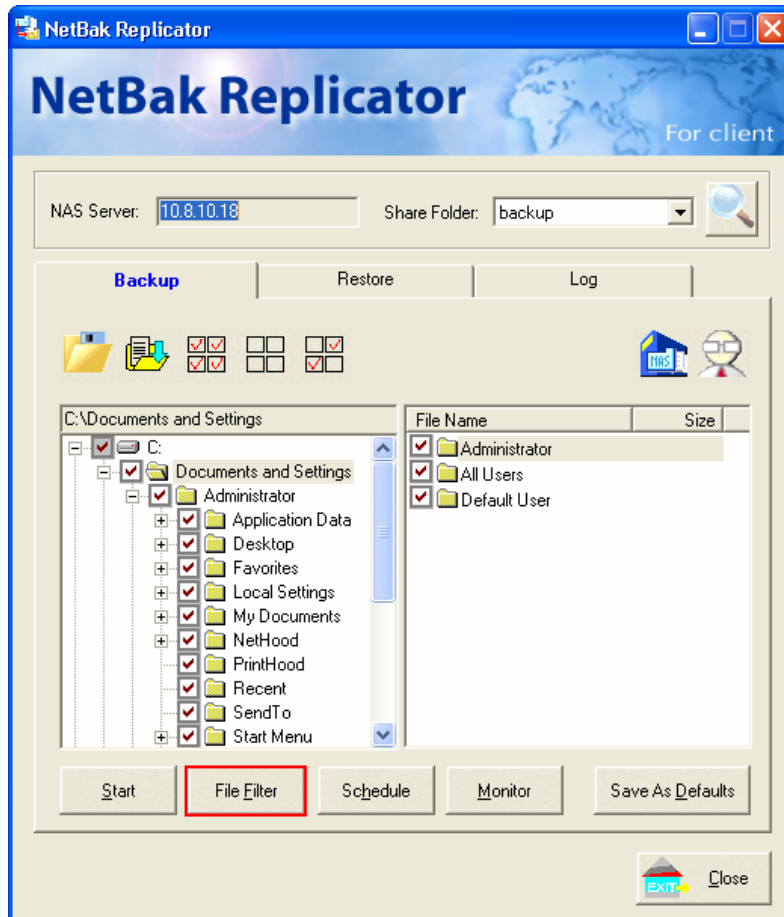 NetBak Replicator
NetBak Replicator
For client
NAS Server: 10.8.10.18 Share Folder: backup
Backup Restore Log
NAS
C:\Documents and Settings
File Name Size
C:
Documents and Settings
Administrator
Application Data
Desktop
Favorites
Local Settings
My Documents
NetHood
PrintHood
Recent
SendTo
Start Menu
Administrator
All Users
Default User
Start File Filter Schedule Monitor Save As Defaults
EXIT Close